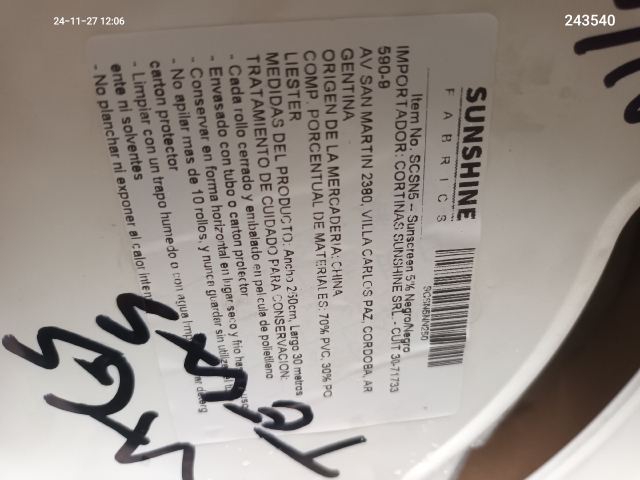 24-11-27 12:06
243540
SUNSHINE
FABRICS
SCSN5NN250
Item No. SCSN5 -- Sunscreen 5% Negro/Negro
IMPORTADOR: CORTINAS SUNSHINE SRL - CUIT 30-71733
590-9
AV SAN MARTIN 2380, VILLA CARLOS PAZ, CORDOBA, AR
GENTINA
ORIGEN DE LA MERCADERIA: CHINA
COMP. PORCENTUAL DE MATERIALES: 70% PVC, 30% PO
LIESTER
MEDIDAS DEL PRODUCTO: Ancho 250cm, Largo 30 metros
TRATAMIENTO DE CUIDADO PARA CONSERVACION:
- Cada rollo cerrado y embalado en pelicula de polietileno
- Envasado con tubo o carton protector
- Conservar en forma horizontal en lugar seco y frio
- No apilar mas de 10 rollos, y nunca guardar sin
carton protector
- Limpiar con un trapo humedo o con agua
ente ni solventes
- No planchar ni exponer al calor